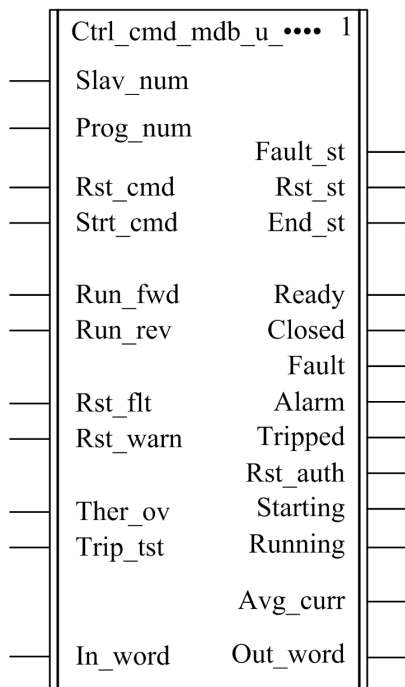 Ctrl_cmd_mdb_u_•••• 1
Slav_num
Prog_num
Fault_st
Rst_cmd Rst_st
Strt_cmd End_st
Run_fwd Ready
Run_rev Closed
Fault
Rst_flt Alarm
Rst_warn Tripped
Rst_auth
Ther_ov Starting
Trip_tst Running
Avg_curr
In_word Out_word